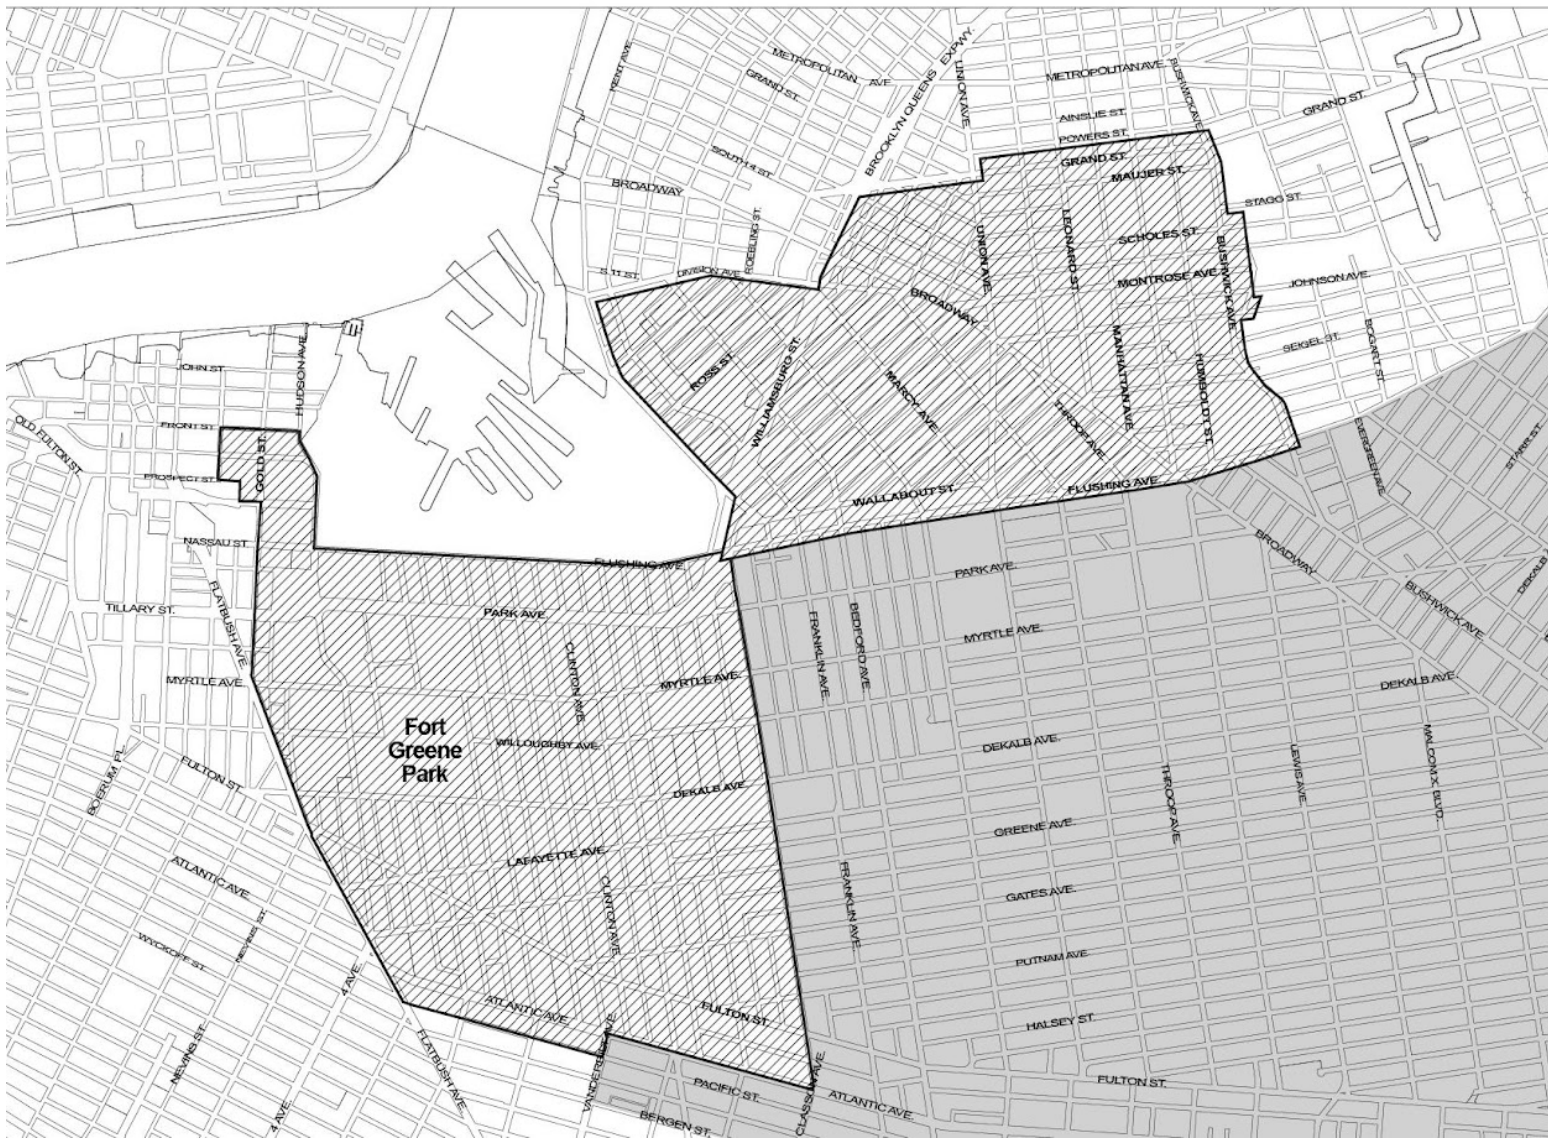 KENT AVE.
METROPOLITAN AVE.
GRAND ST.
BROOKLYN QUEENS EXPWY.
UNION AVE.
METROPOLITAN AVE.
BUSHWICK AVE.
GRAND ST.
AINSLIE ST.
POWERS ST.
SOUTH 4 ST.
GRAND ST.
MAUJER ST.
BROADWAY
STAGG ST.
ROEBLING ST.
UNION AVE.
LEONARD ST
SCHOLES ST.
BUSHWICK AVE.
S. 11 ST.
DIVISION AVE.
MONTROSE AVE
JOHNSON AVE.
BROADWAY
HUDSON AVE.
JOHN ST.
ROSS ST.
WILLIAMSBURG ST.
MARCY AVE.
MANHATTAN AVE.
HUMBOLDT ST.
SEIGEL ST.
BOGART ST.
THROOP AVE.
OLD FULTON ST.
FRONT ST.
GOLD ST.
EVERGREEN AVE.
STARR ST.
PROSPECT ST.
WALLABOUT ST.
FLUSHING AVE.
NASSAU ST.
FLUSHING AVE.
PARK AVE.
BROADWAY
DEKALB
TILLARY ST.
FLATBUSH AVE.
PARK AVE.
FRANKLIN AVE.
BEDFORD AVE.
MYRTLE AVE.
BUSHWICK AVE.
MYRTLE AVE.
CLINTON AVE.
MYRTLE AVE.
DEKALB AVE.
Fort
Greene
Park
WILLOUGHBY AVE.
DEKALB AVE.
BOERUM PL.
FULTON ST.
DEKALB AVE.
THROOP AVE.
LEWIS AVE.
MALCOM X. BLVD.
GREENE AVE.
LAFAYETTE AVE.
ATLANTIC AVE.
CLINTON AVE.
FRANKLIN AVE.
GATES AVE.
NEVINS ST.
WYCKOFF ST.
4 AVE.
PUTNAM AVE.
ATLANTIC AVE.
FULTON ST.
HALSEY ST.
NEVINS ST.
FLATBUSH AVE.
VANDERBILT AVE.
PACIFIC ST.
CLASSON AVE.
ATLANTIC AVE.
FULTON ST.
4 AVE.
BERGEN ST.